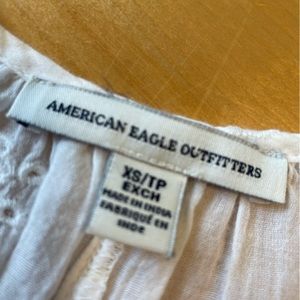 AMERICAN EAGLE OUTFITTERS
XS/TP
EXCH
MADE IN INDIA
FABRIQUÉ EN
INDE